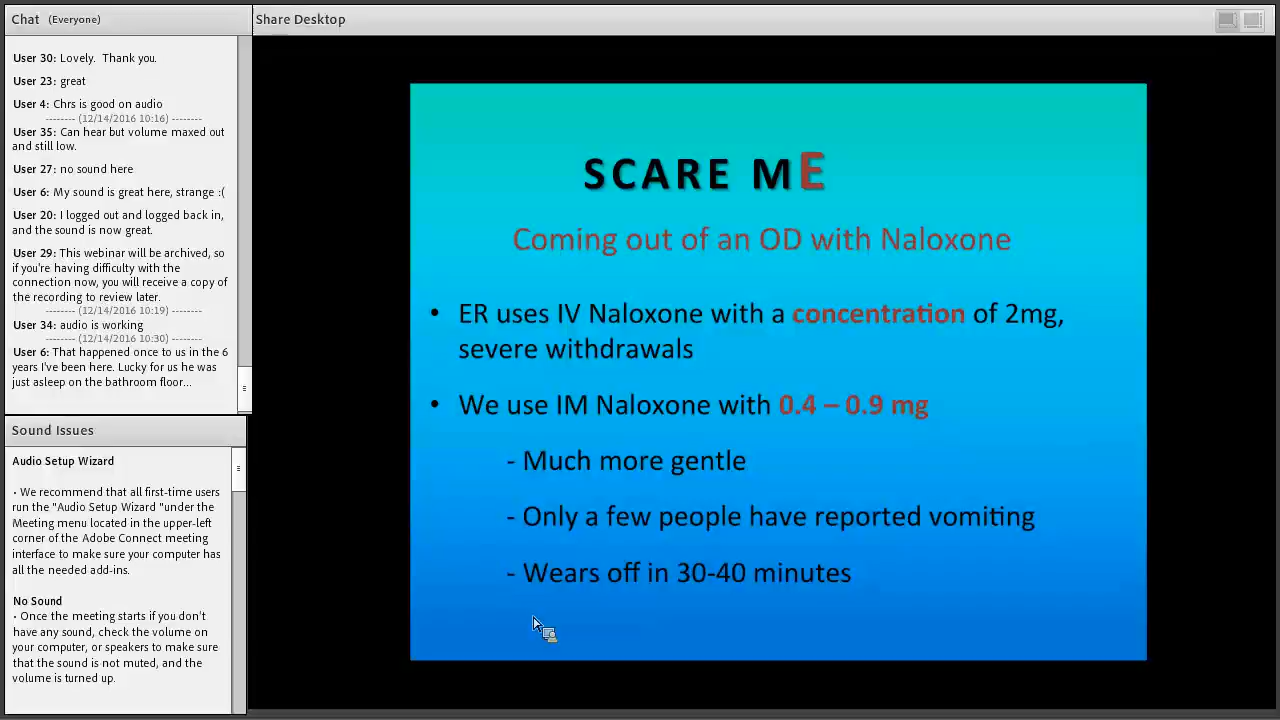 Chat (Everyone)
User 30: Lovely. Thank you.
User 23: great
User 4: Chrs is good on audio
-------- (12/14/2016 10:16) --------
User 35: Can hear but volume maxed out
and still low.
User 27: no sound here
User 6: My sound is great here, strange :(
User 20: I logged out and logged back in,
and the sound is now great.
User 29: This webinar will be archived, so
if you're having difficulty with the
connection now, you will receive a copy of
the recording to review later.
-------- (12/14/2016 10:19) --------
User 34: audio is working
-------- (12/14/2016 10:30) --------
User 6: That happened once to us in the 6
years I've been here. Lucky for us he was
just asleep on the bathroom floor...
Sound Issues
Audio Setup Wizard
• We recommend that all first-time users
run the "Audio Setup Wizard "under the
Meeting menu located in the upper-left
corner of the Adobe Connect meeting
interface to make sure your computer has
all the needed add-ins.
No Sound
• Once the meeting starts if you don't
have any sound, check the volume on
your computer, or speakers to make sure
that the sound is not muted, and the
volume is turned up.
Share Desktop
SCARE ME
Coming out of an OD with Naloxone
• ER uses IV Naloxone with a concentration of 2mg,
severe withdrawals
• We use IM Naloxone with 0.4 – 0.9 mg
- Much more gentle
- Only a few people have reported vomiting
- Wears off in 30-40 minutes